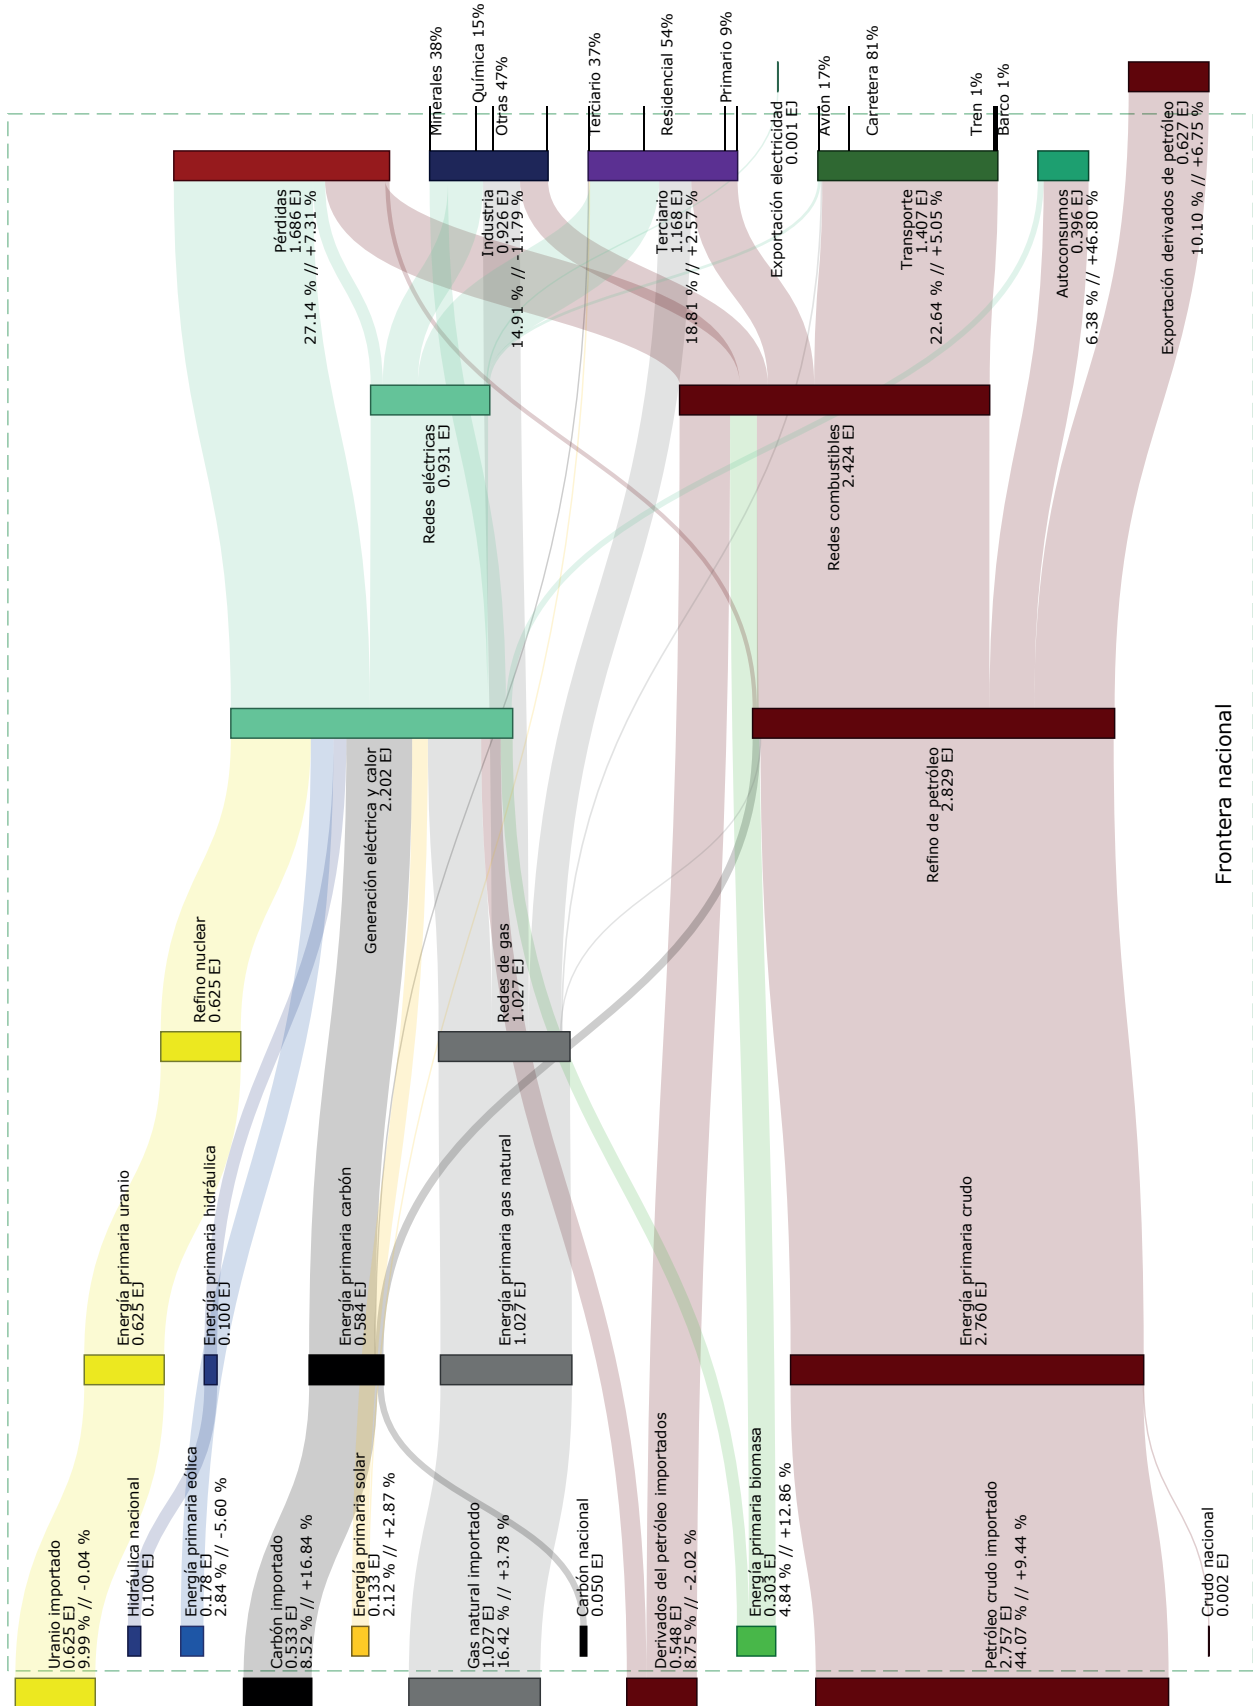 Uranio importado
0.625 EJ
9.99 % // -0.04 %
Hidráulica nacional
0.100 EJ
Energía primaria eólica
0.178 EJ
2.84 % // -5.60 %
Carbón importado
0.533 EJ
8.52 % // +16.84 %
Energía primaria solar
0.133 EJ
2.12 % // +2.87 %
Gas natural importado
1.027 EJ
16.42 % // +3.78 %
Carbón nacional
0.050 EJ
Derivados del petróleo importados
0.548 EJ
8.75 % // -2.02 %
Energía primaria biomasa
0.303 EJ
4.84 % // +12.86 %
Petróleo crudo importado
2.757 EJ
44.07 % // +9.44 %
Crudo nacional
0.002 EJ
Energía primaria uranio
0.625 EJ
Energía primaria hidráulica
0.100 EJ
Energía primaria carbón
0.584 EJ
Energía primaria gas natural
1.027 EJ
Energía primaria crudo
2.760 EJ
Refino nuclear
0.625 EJ
Redes de gas
1.027 EJ
Generación eléctrica y calor
2.202 EJ
Refino de petróleo
2.829 EJ
Redes eléctricas
0.931 EJ
Redes combustibles
2.424 EJ
Pérdidas
1.686 EJ
27.14 % // +7.31 %
Industria
0.926 EJ
14.91 % // -11.79 %
Terciario
1.168 EJ
18.81 % // +2.57 %
Exportación electricidad
0.001 EJ
Transporte
1.407 EJ
22.64 % // +5.05 %
Autoconsumos
0.396 EJ
6.38 % // +46.80 %
Exportación derivados de petróleo
0.627 EJ
10.10 % // +6.75 %
Minerales 38%
Química 15%
Otras 47%
Terciario 37%
Residencial 54%
Primario 9%
Avión 17%
Carretera 81%
Tren 1%
Barco 1%
Frontera nacional